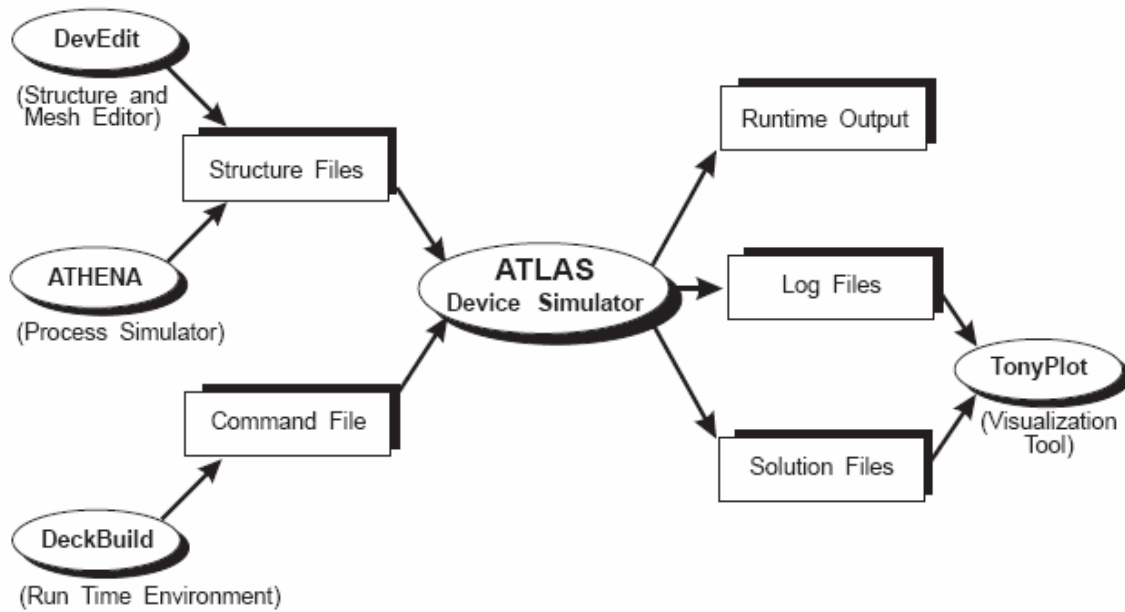 DevEdit
(Structure and
Mesh Editor)
Structure Files
ATHENA
(Process Simulator)
Command File
DeckBuild
(Run Time Environment)
ATLAS
Device Simulator
Runtime Output
Log Files
Solution Files
TonyPlot
(Visualization
Tool)